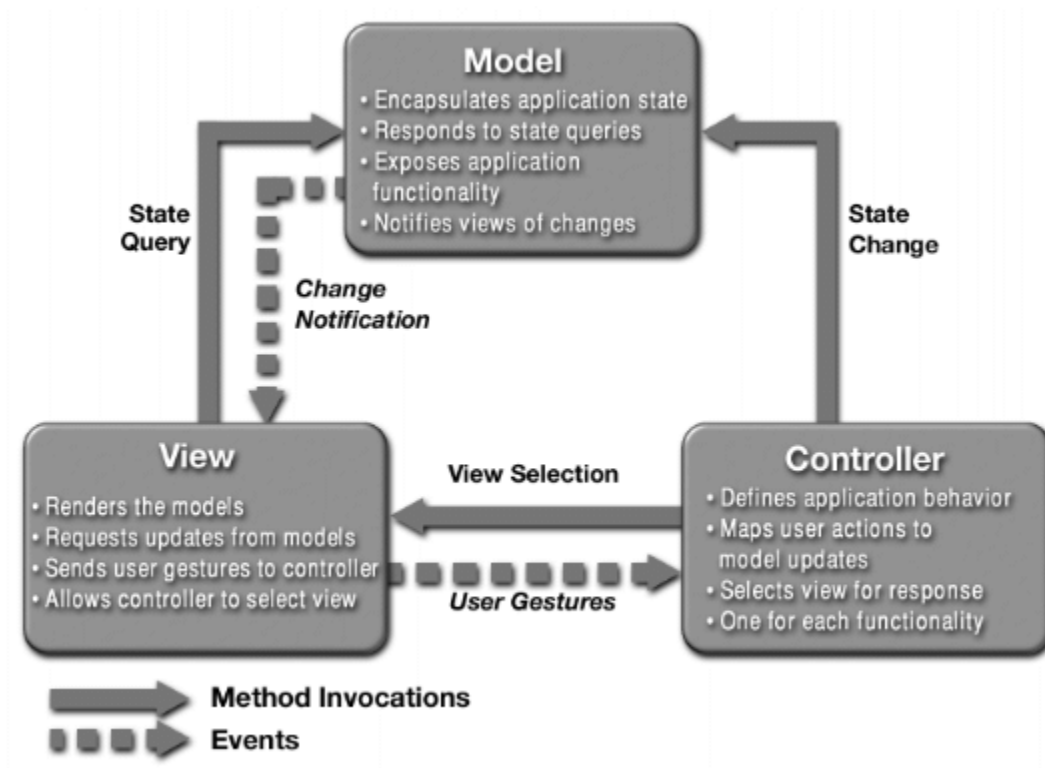 Model
• Encapsulates application state
• Responds to state queries
• Exposes application
functionality
• Notifies views of changes
State
Query
State
Change
Change
Notification
View
• Renders the models
• Requests updates from models
• Sends user gestures to controller
• Allows controller to select view
View Selection
User Gestures
Controller
• Defines application behavior
• Maps user actions to
model updates
• Selects view for response
• One for each functionality
Method Invocations
Events